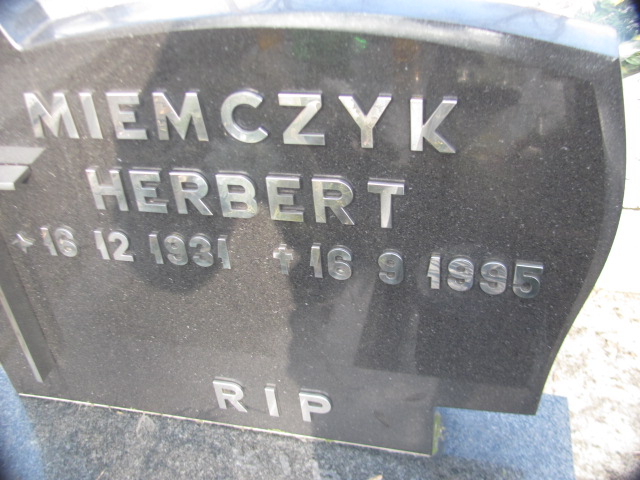 MIEMCZYK
HERBERT
* 16 12 1931 † 16 9 1995
RIP